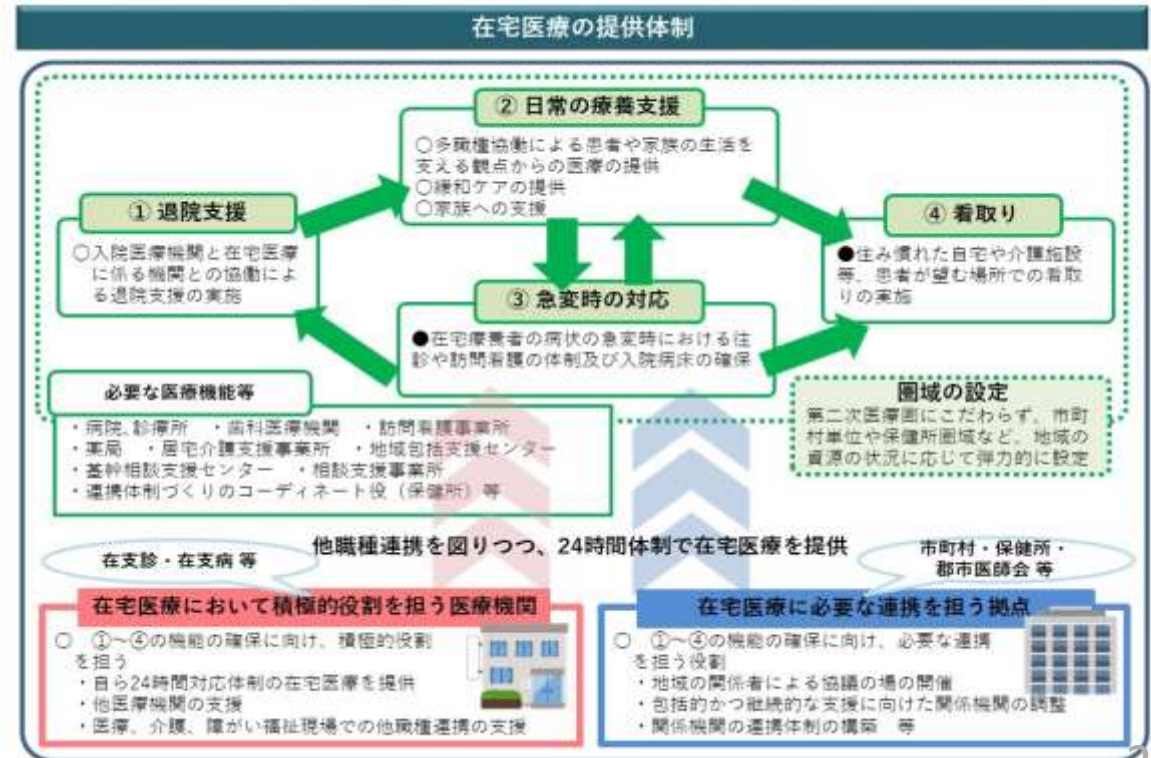 在宅医療の提供体制
② 日常の療養支援
○多職種協働による患者や家族の生活を
支える観点からの医療の提供
○緩和ケアの提供
○家族への支援
① 退院支援
○入院医療機関と在宅医療
に係る機関との協働によ
る退院支援の実施
④ 看取り
●住み慣れた自宅や介護施設
等、患者が望む場所での看取
りの実施
③ 急変時の対応
●在宅療養者の病状の急変時における往
診や訪問看護の体制及び入院病床の確保
必要な医療機能等
・病院、診療所 ・歯科医療機関 ・訪問看護事業所
・薬局 ・居宅介護支援事業所 ・地域包括支援センター
・基幹相談支援センター ・相談支援事業所
・連携体制づくりのコーディネート役（保健所）等
圏域の設定
第二次医療圏にこだわらず、市町
村単位や保健所圏域など、地域の
資源の状況に応じて弾力的に設定
他職種連携を図りつつ、24時間体制で在宅医療を提供
在支診・在支病 等
市町村・保健所・
郡市医師会 等
在宅医療において積極的役割を担う医療機関
○ ①～④の機能の確保に向け、積極的役割
を担う
・自ら24時間対応体制の在宅医療を提供
・他医療機関の支援
・医療、介護、障がい福祉現場での他職種連携の支援
在宅医療に必要な連携を担う拠点
○ ①～④の機能の確保に向け、必要な連携
を担う役割
・地域の関係者による協議の場の開催
・包括的かつ継続的な支援に向けた関係機関の調整
・関係機関の連携体制の構築 等